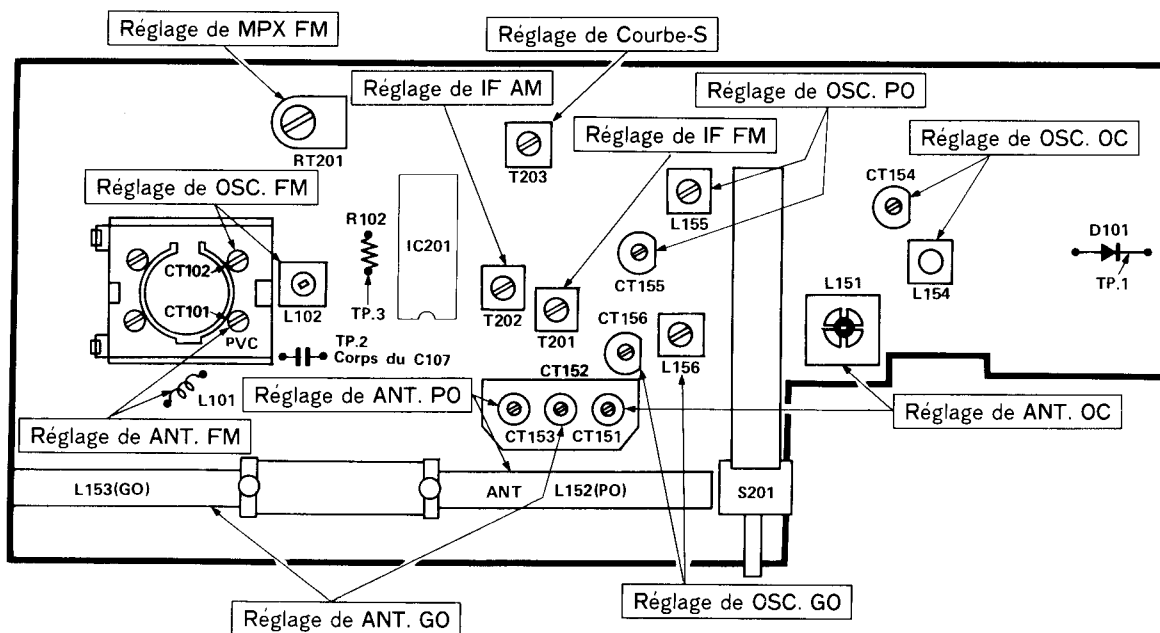 Réglage de MPX FM
Réglage de Courbe-S
Réglage de IF AM
Réglage de OSC. PO
Réglage de IF FM
Réglage de OSC. OC
RT201
T203
CT154
Réglage de OSC. FM
L155
R102
IC201
D101
CT102
CT155
L154
TP.1
L151
L102
TP.3
T202
CT101
T201
CT156
PVC
L156
TP.2
Corps du C107
CT152
L101
Réglage de ANT. PO
Réglage de ANT. OC
Réglage de ANT. FM
CT153
CT151
L153(GO)
ANT
L152(PO)
S201
Réglage de OSC. GO
Réglage de ANT. GO